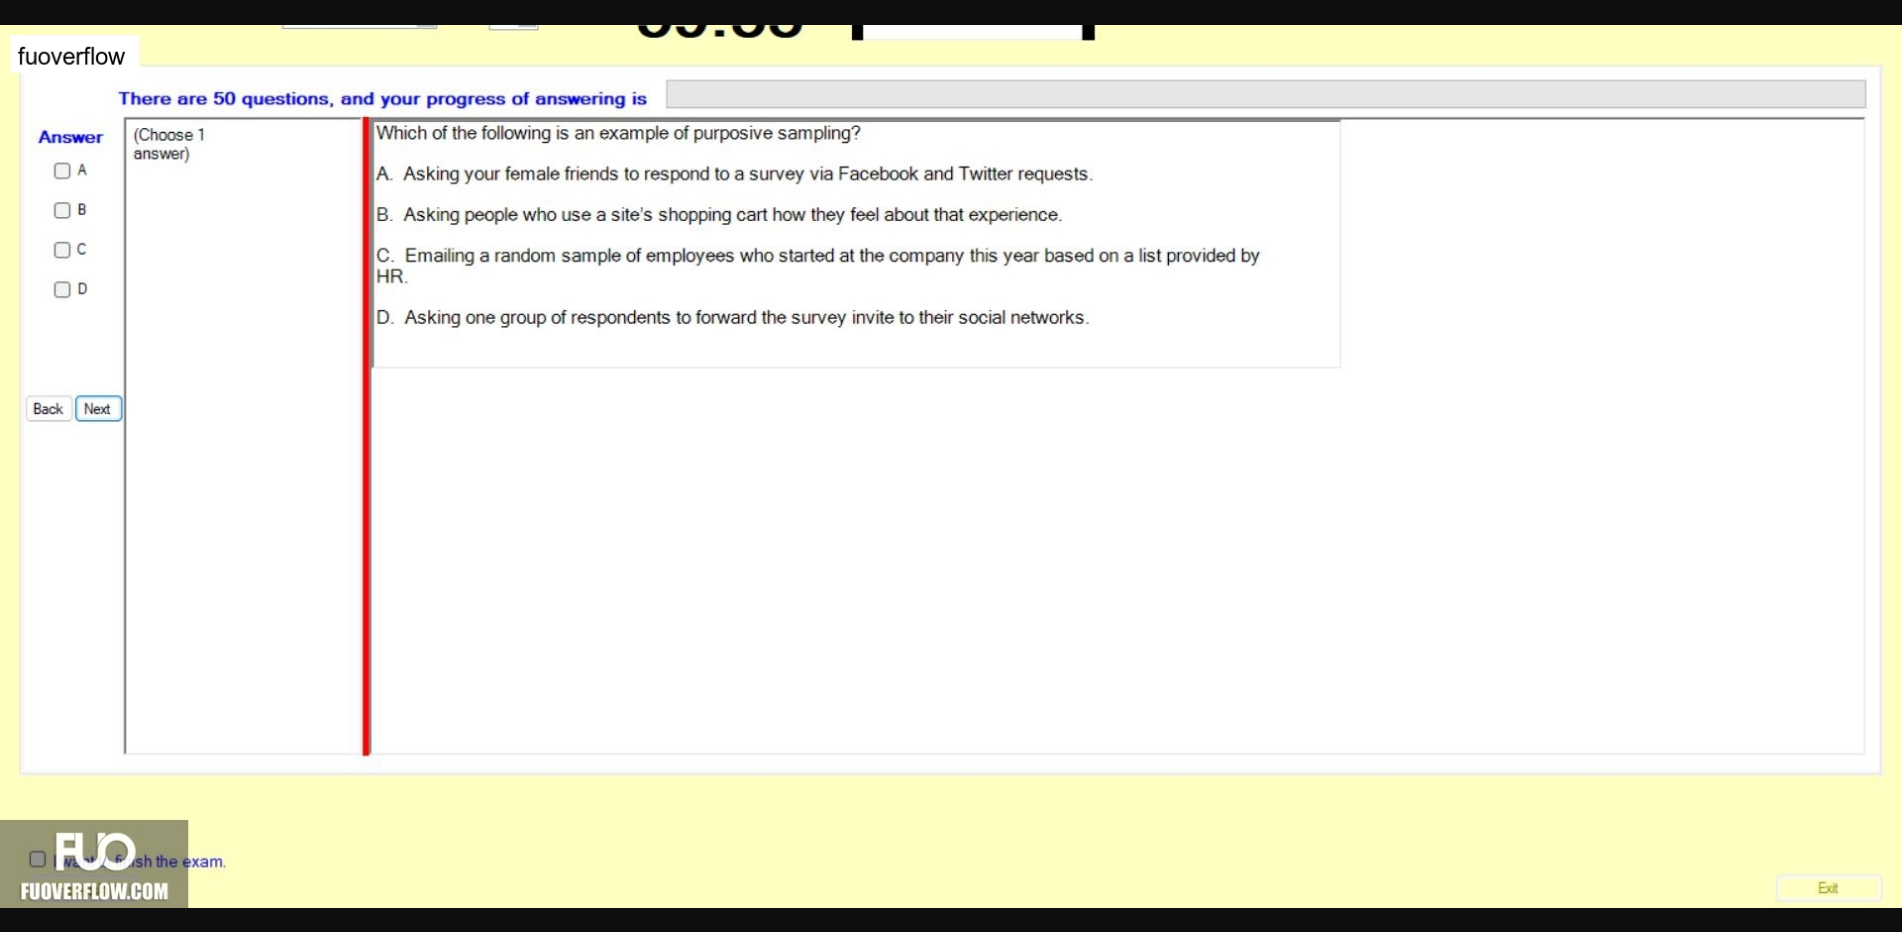 fuoverflow
There are 50 questions, and your progress of answering is
Answer
(Choose 1
answer)
A
B
C
D
Back
Next
Which of the following is an example of purposive sampling?
A. Asking your female friends to respond to a survey via Facebook and Twitter requests.
B. Asking people who use a site's shopping cart how they feel about that experience.
C. Emailing a random sample of employees who started at the company this year based on a list provided by
HR.
D. Asking one group of respondents to forward the survey invite to their social networks.
I want finish the exam.
FUO
FUOVERFLOW.COM
Exit